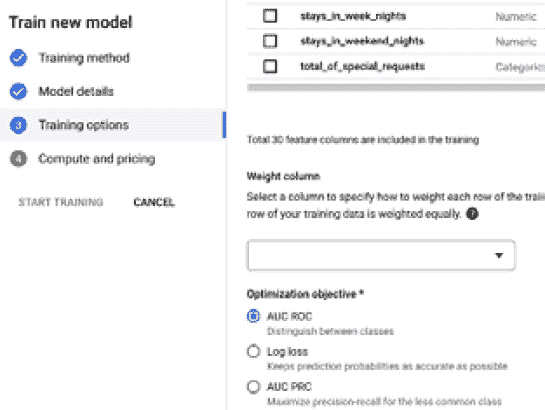 Train new model
Training method
Model details
3 Training options
4 Compute and pricing
START TRAINING CANCEL
stays_in_week_nights Numeric
stays_in_weekend_nights Numeric
total_of_special_requests Categoric
Total 30 feature columns are included in the training
Weight column
Select a column to specify how to weight each row of the
row of your training data is weighted equally. ?
Optimization objective *
AUC ROC
Distinguish between classes
Log loss
Keeps prediction probabilities as accurate as possible
AUC PRC
Maximize precision-recall for the less common class